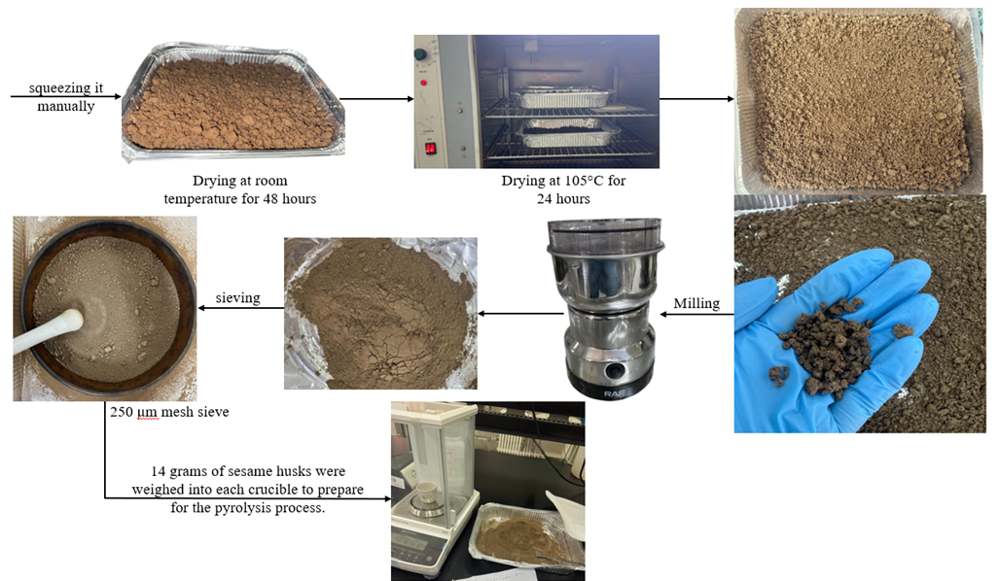 squeezing it
manually
Drying at room
temperature for 48 hours
Drying at 105°C for
24 hours
Milling
sieving
RAF
250 µm mesh sieve
14 grams of sesame husks were
weighed into each crucible to prepare
for the pyrolysis process.